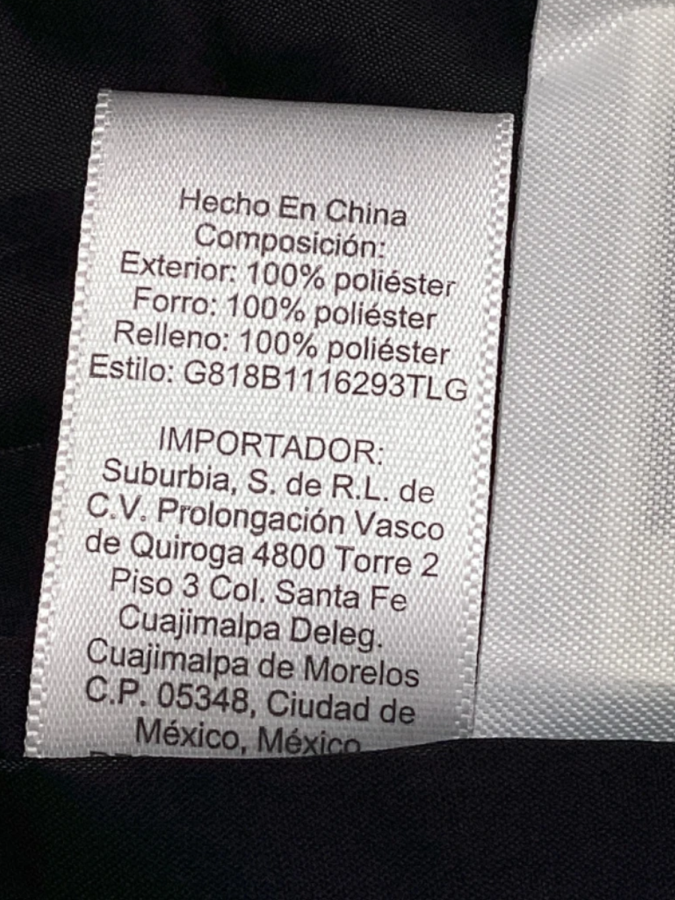 Hecho En China
Composición:
Exterior: 100% poliéster
Forro: 100% poliéster
Relleno: 100% poliéster
Estilo: G818B1116293TLG
IMPORTADOR:
Suburbia, S. de R.L. de
C.V. Prolongación Vasco
de Quiroga 4800 Torre 2
Piso 3 Col. Santa Fe
Cuajimalpa Deleg.
Cuajimalpa de Morelos
C.P. 05348, Ciudad de
México, México